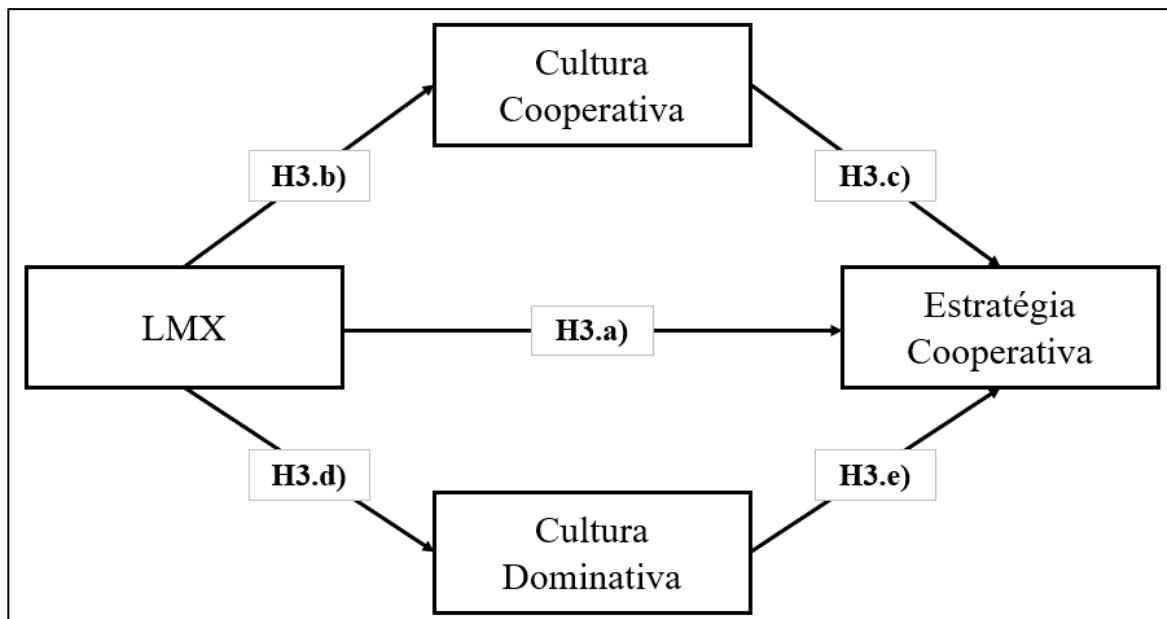 Cultura
Cooperativa
H3.b)
H3.c)
LMX
H3.a)
Estratégia
Cooperativa
H3.d)
H3.e)
Cultura
Dominativa